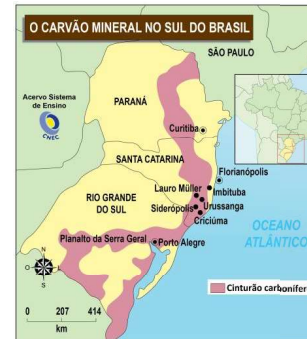 O CARVÃO MINERAL NO SUL DO BRASIL
SÃO PAULO
PARANÁ
Acervo Sistema
de Ensino
CNEC
Curitiba
SANTA CATARINA
Florianópolis
RIO GRANDE
DO SUL
Lauro Müller
Imbituba
Siderópolis
Urussanga
Criciúma
OCEANO
ATLÂNTICO
Planalto da Serra Geral
Porto Alegre
N
O
L
S
Cinturão carbonífer
0 207 414
km